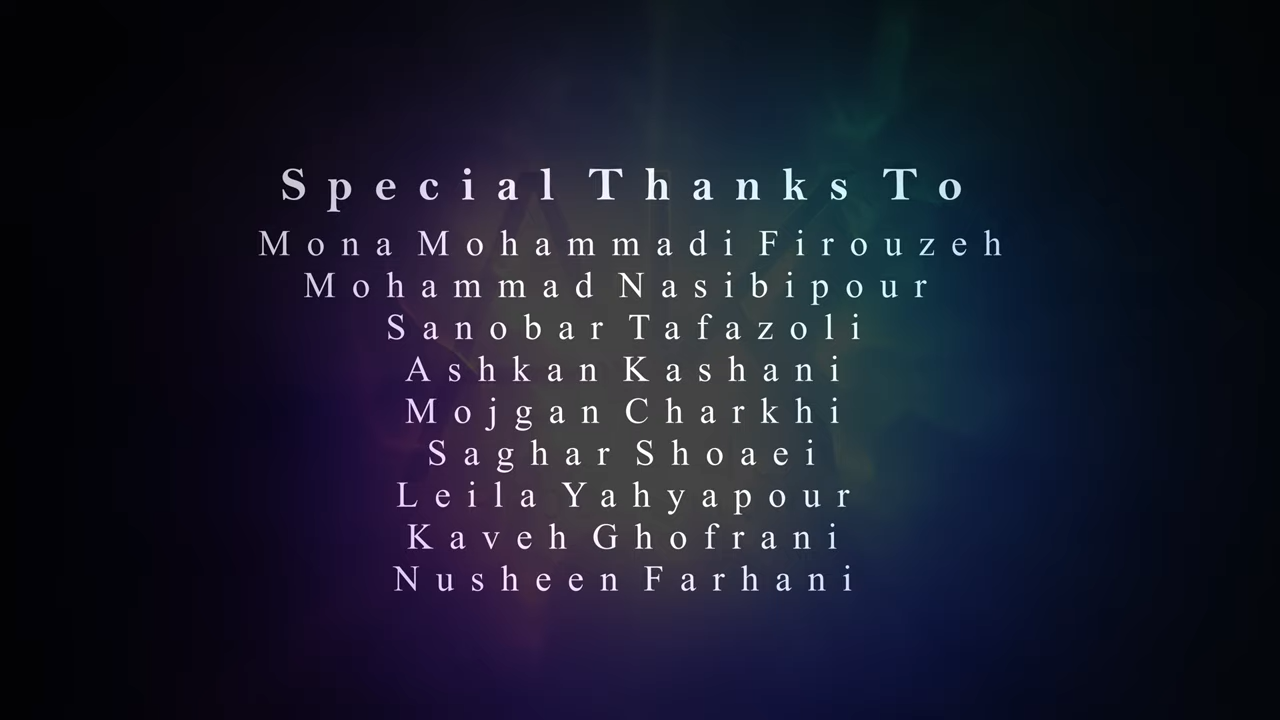 Special Thanks To
Mona Mohammadi Firouzeh
Mohammad Nasibipour
Sanobar Tafazoli
Ashkan Kashani
Mojgan Charkhi
Saghar Shoaei
Leila Yahyapour
Kaveh Ghofrani
Nusheen Farhani